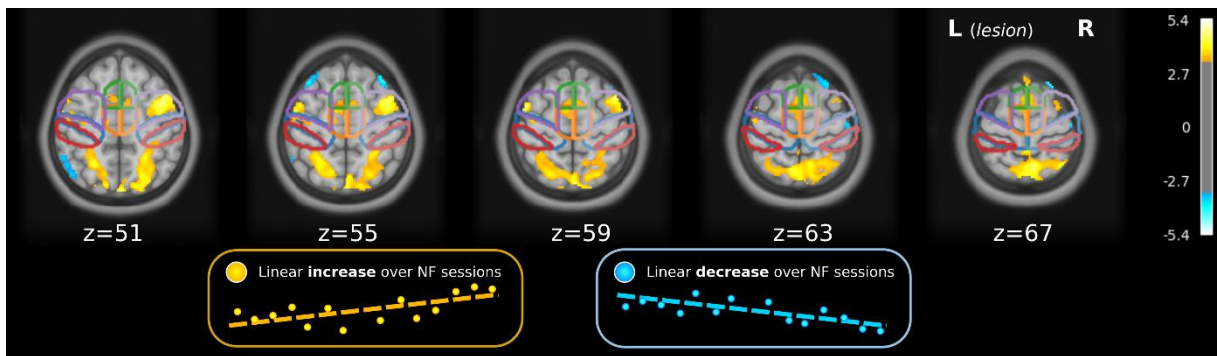 L (lesion) R
5.4
2.7
0
-2.7
-5.4
z=51 z=55 z=59 z=63 z=67
Linear increase over NF sessions
Linear decrease over NF sessions